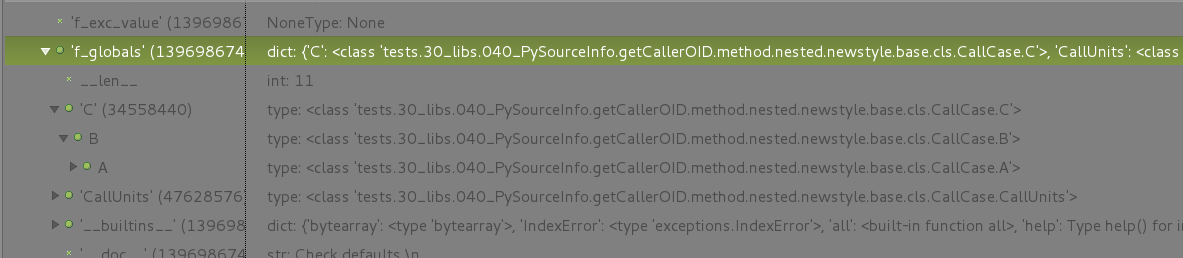 'f_exc_value' (1396986 NoneType: None
'f_globals' (139698674 dict: {'C': <class 'tests.30_libs.040_PySourceInfo.getCallerOID.method.nested.newstyle.base.cls.CallCase.C'>, 'CallUnits': <class
__len__ int: 11
'C' (34558440) type: <class 'tests.30_libs.040_PySourceInfo.getCallerOID.method.nested.newstyle.base.cls.CallCase.C'>
B type: <class 'tests.30_libs.040_PySourceInfo.getCallerOID.method.nested.newstyle.base.cls.CallCase.B'>
A type: <class 'tests.30_libs.040_PySourceInfo.getCallerOID.method.nested.newstyle.base.cls.CallCase.A'>
'CallUnits' (47628576 type: <class 'tests.30_libs.040_PySourceInfo.getCallerOID.method.nested.newstyle.base.cls.CallCase.CallUnits'>
'__builtins__' (139698 dict: {'bytearray': <type 'bytearray'>, 'IndexError': <type 'exceptions.IndexError'>, 'all': <built-in function all>, 'help': Type help() for i
'__doc__' (139698674 str: Check defaults.\n